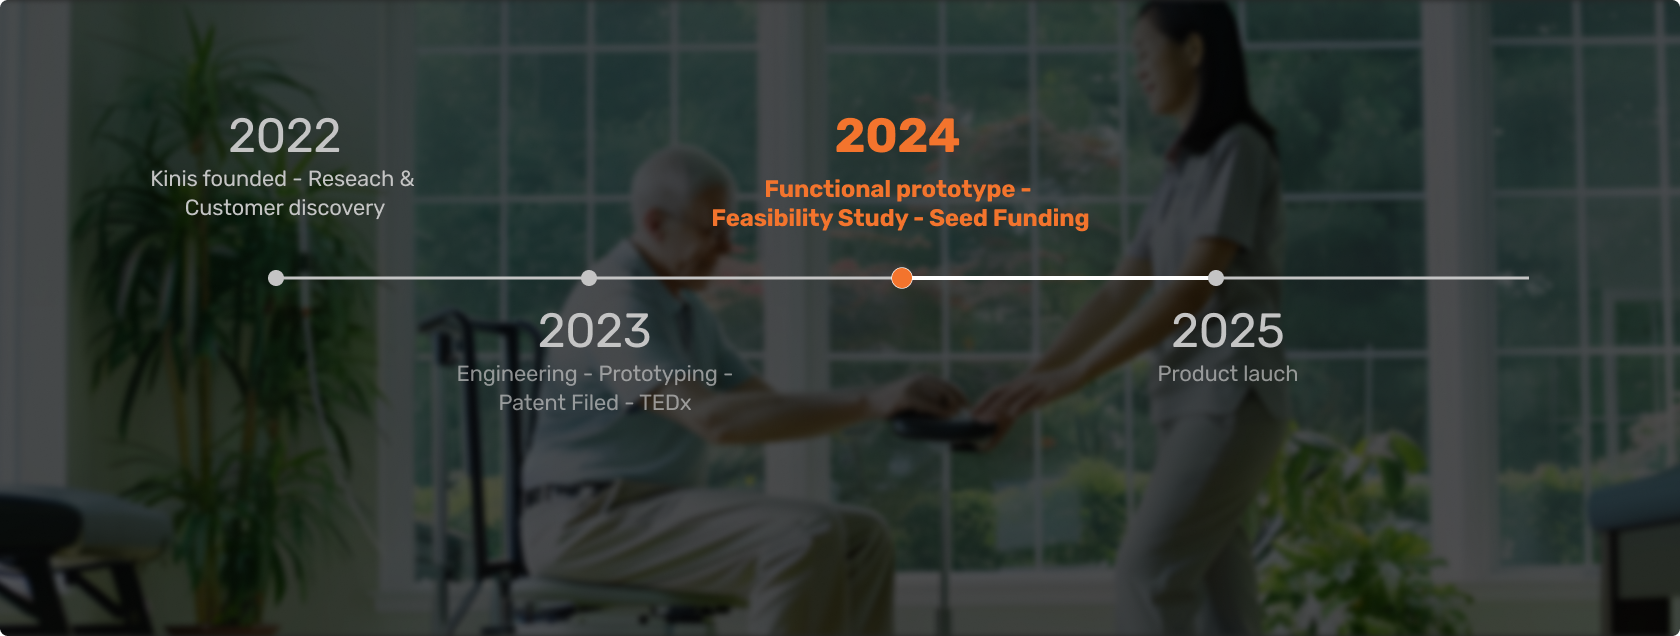 2022
Kinis founded - Reseach &
Customer discovery
2024
Functional prototype -
Feasibility Study - Seed Funding
2023
Engineering - Prototyping -
Patent Filed - TEDx
2025
Product lauch